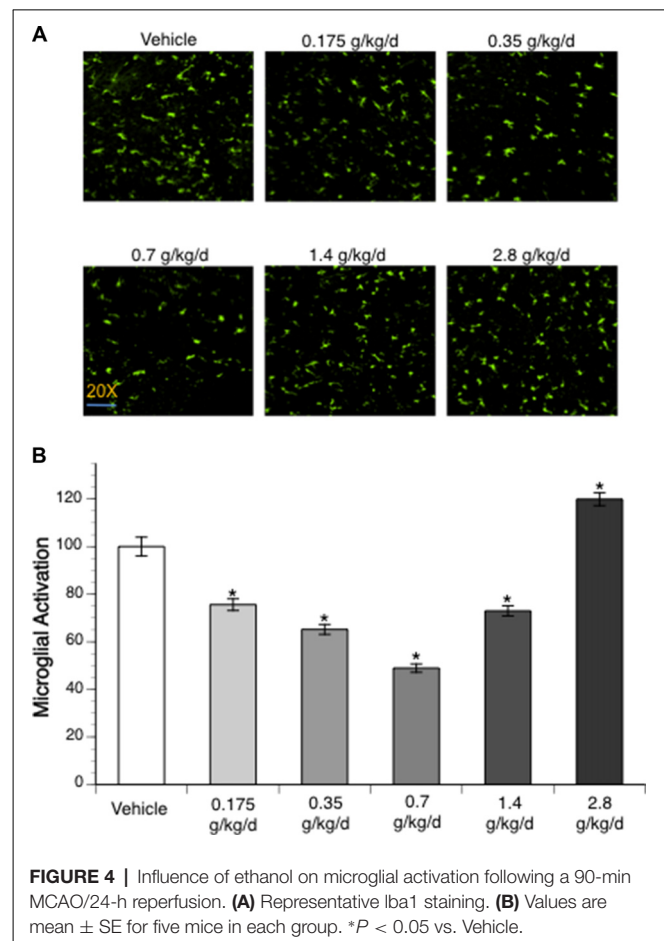 A
Vehicle
0.175 g/kg/d
0.35 g/kg/d
0.7 g/kg/d
1.4 g/kg/d
2.8 g/kg/d
20X
B
Microglial Activation
120
100
80
60
40
20
0
*
*
*
*
*
Vehicle
0.175
g/kg/d
0.35
g/kg/d
0.7
g/kg/d
1.4
g/kg/d
2.8
g/kg/d
FIGURE 4 | Influence of ethanol on microglial activation following a 90-min
MCAO/24-h reperfusion. (A) Representative Iba1 staining. (B) Values are
mean ± SE for five mice in each group. *P < 0.05 vs. Vehicle.